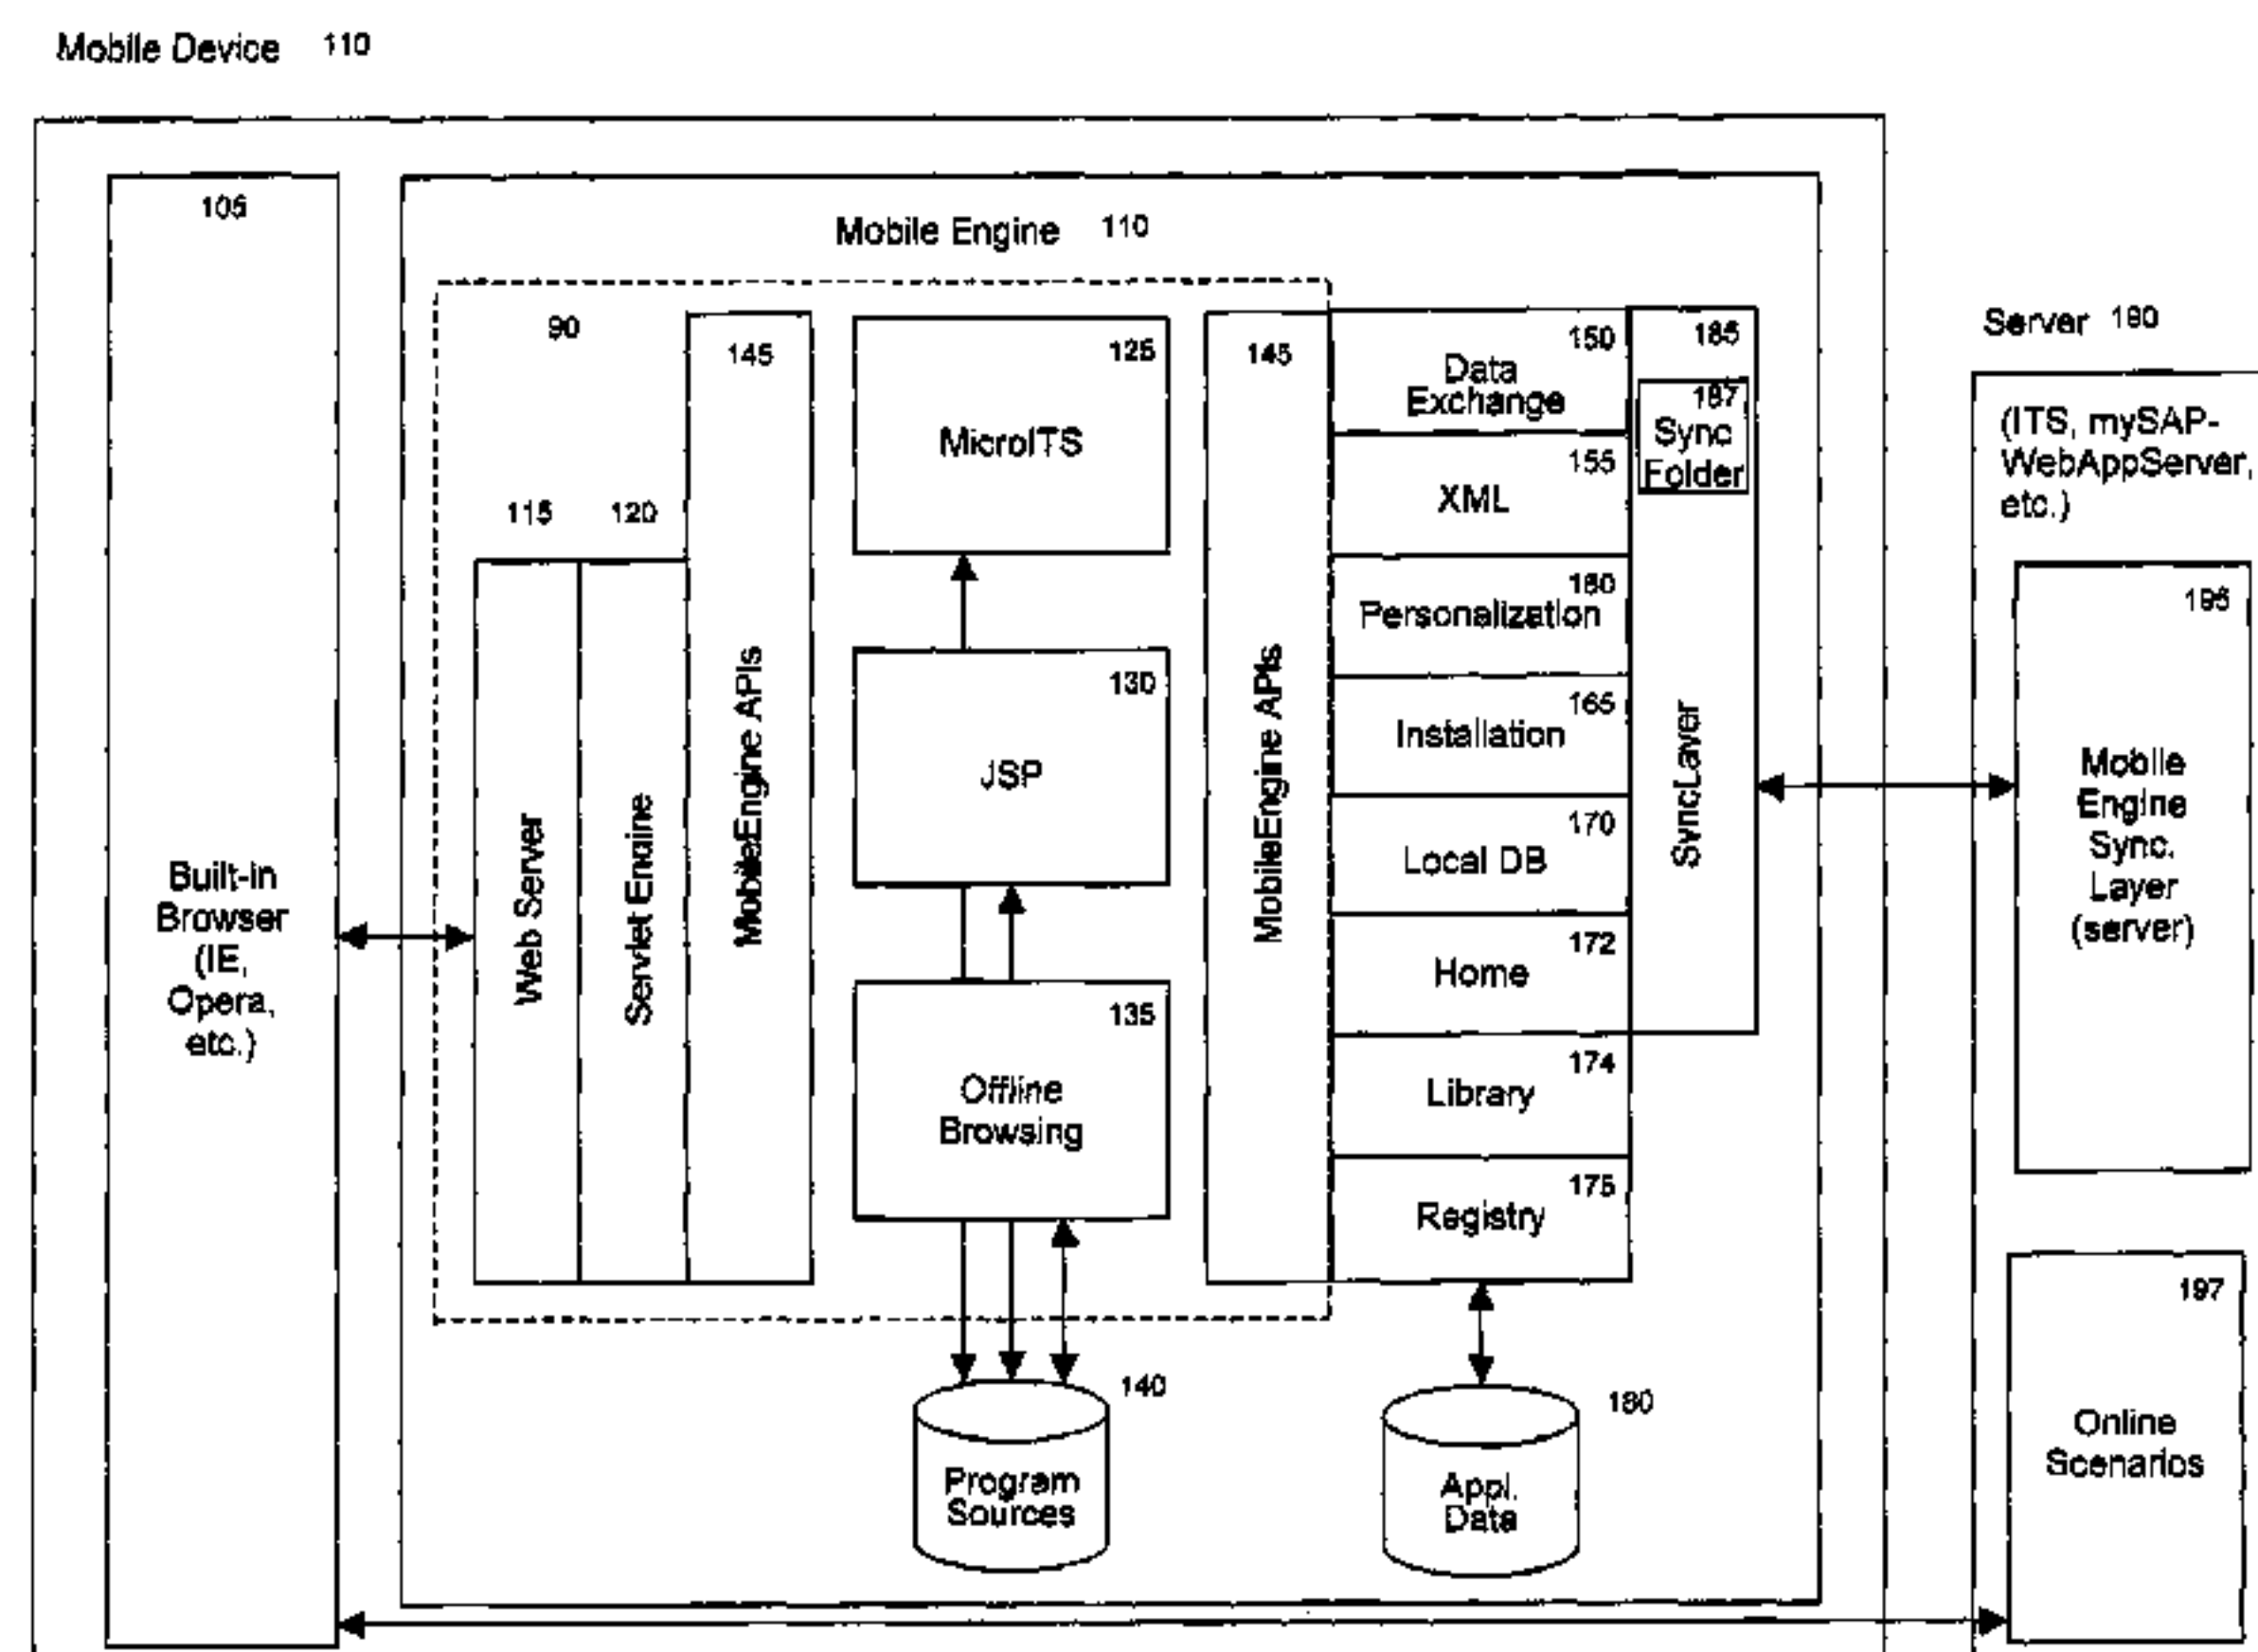 Mobile Device 110
105
Built-in
Browser
(IE,
Opera,
etc.)
Mobile Engine 110
90
115
120
145
Web Server
Servlet Engine
MobileEngine APIs
125
MicroITS
130
JSP
135
Offline
Browsing
140
Program
Sources
145
MobileEngine APIs
150
Data
Exchange
155
XML
160
Personalization
165
Installation
170
Local DB
172
Home
174
Library
175
Registry
180
Appl.
Data
185
187
Sync
Folder
SyncLayer
Server 190
(ITS, mySAP-
WebAppServer,
etc.)
195
Mobile
Engine
Sync.
Layer
(server)
197
Online
Scenarios